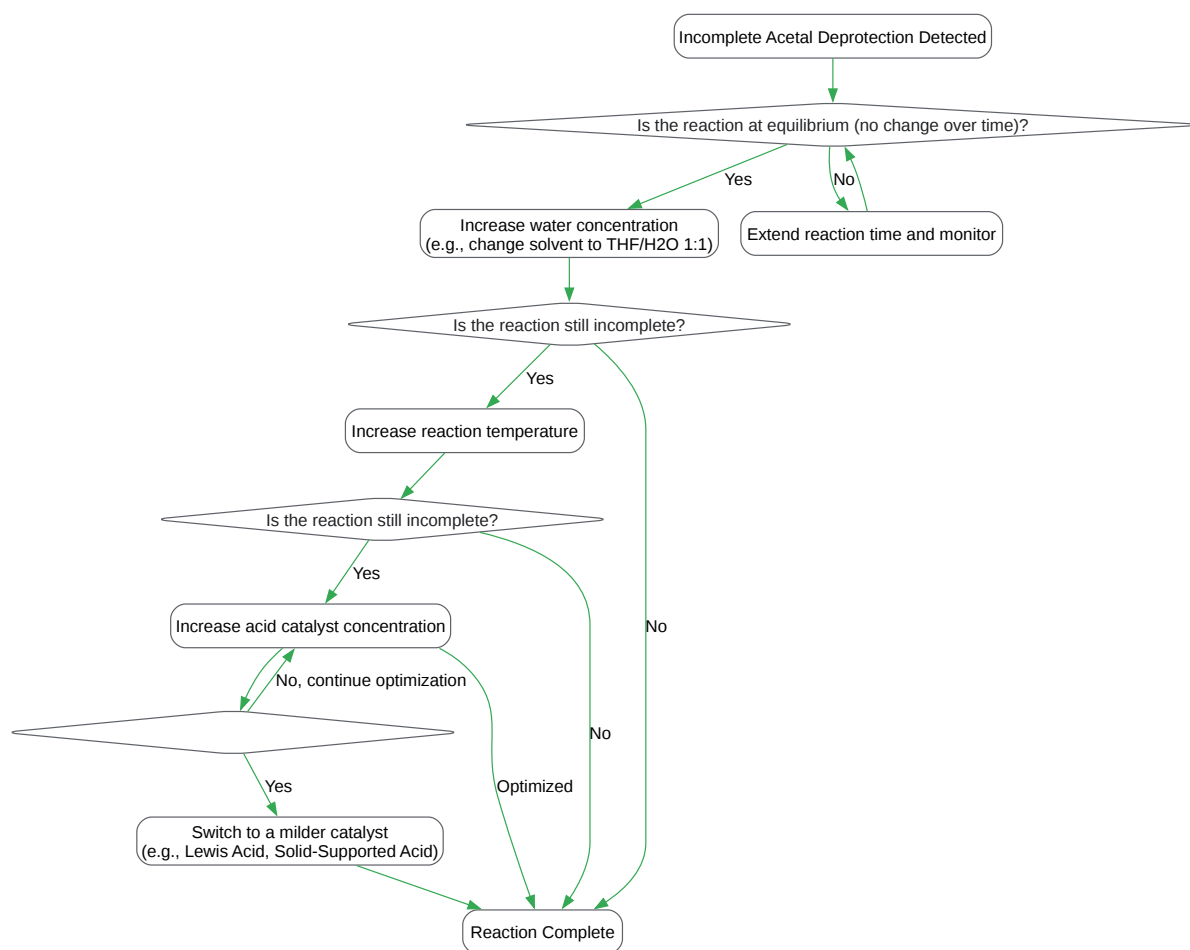 Incomplete Acetal Deprotection Detected
Is the reaction at equilibrium (no change over time)?
Yes
No
Increase water concentration
(e.g., change solvent to THF/H2O 1:1)
Extend reaction time and monitor
Is the reaction still incomplete?
Yes
Increase reaction temperature
Is the reaction still incomplete?
Yes
Increase acid catalyst concentration
No
No, continue optimization
No
Yes
Optimized
Switch to a milder catalyst
(e.g., Lewis Acid, Solid-Supported Acid)
Reaction Complete